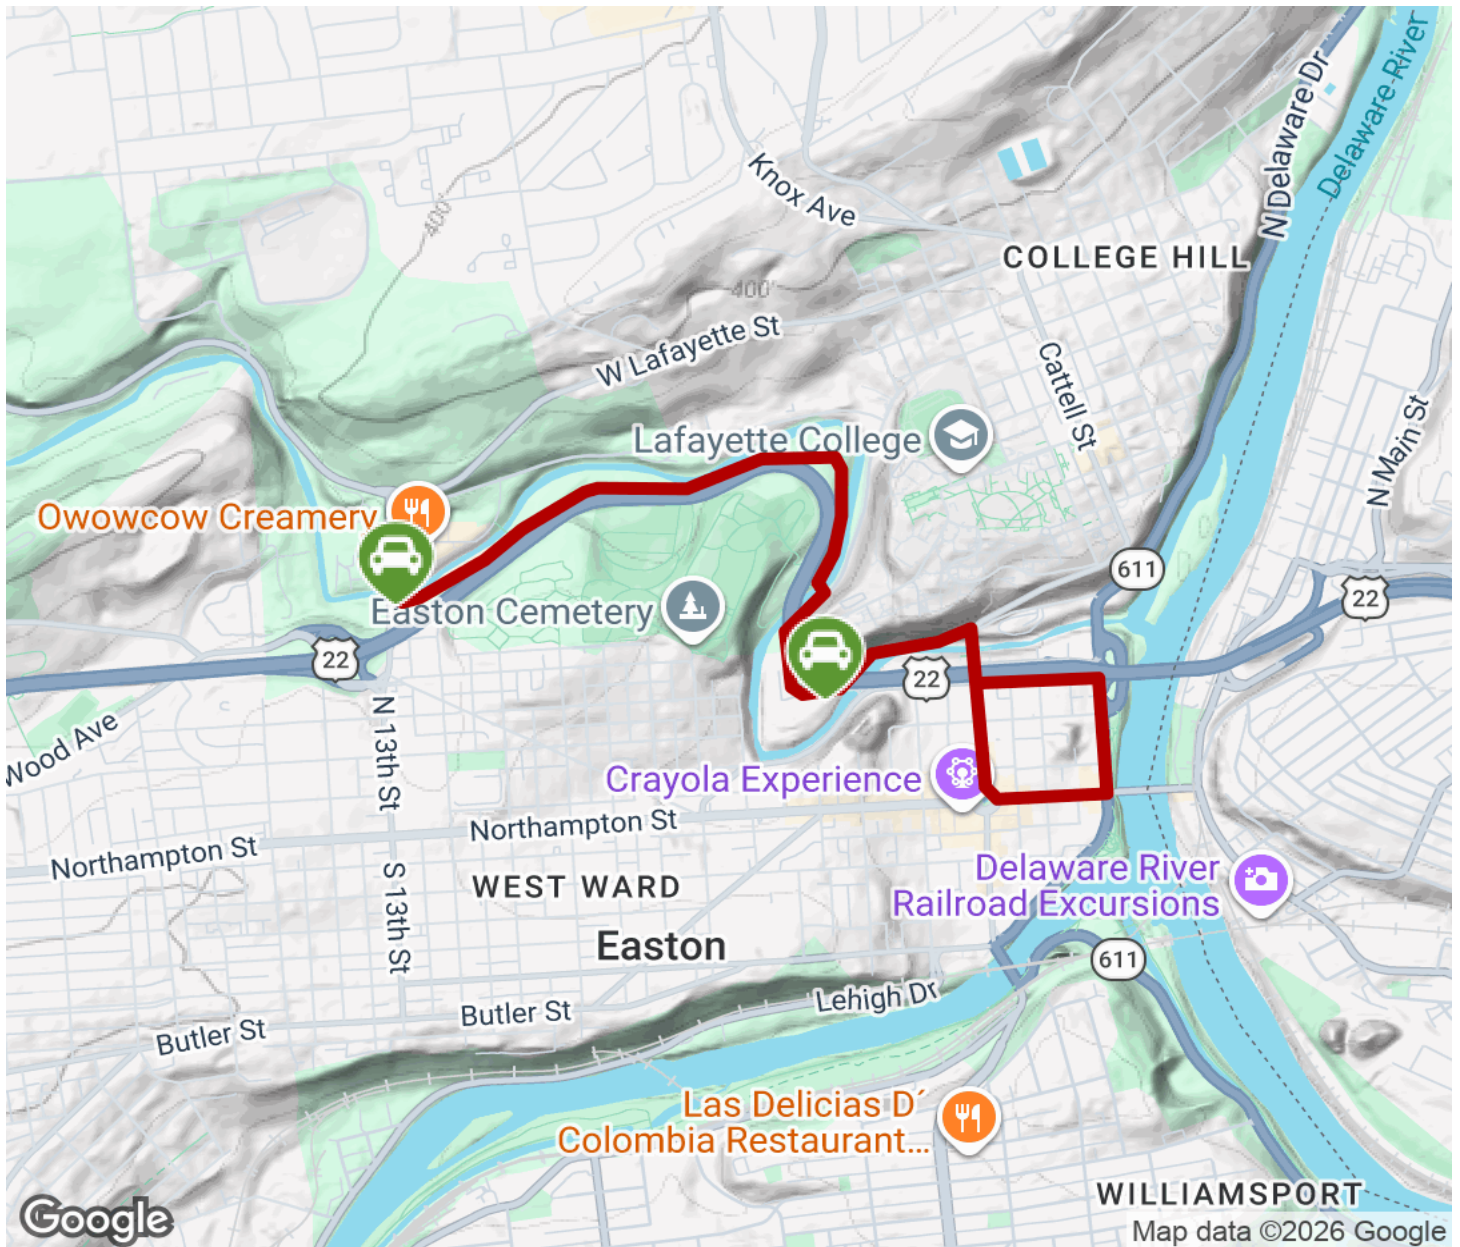 N Delaware Dr
Delaware River
Knox Ave
400'
COLLEGE HILL
400'
W Lafayette St
Cattell St
N Main St
Lafayette College
Owowcow Creamery
611
22
Easton Cemetery
22
22
N 13th St
Wood Ave
Crayola Experience
Northampton St
Northampton St
S 13th St
WEST WARD
Delaware River
Railroad Excursions
Easton
611
Lehigh Dr
Butler St
Butler St
Las Delicias D´
Colombia Restaurant...
WILLIAMSPORT
Google
Map data ©2026 Google